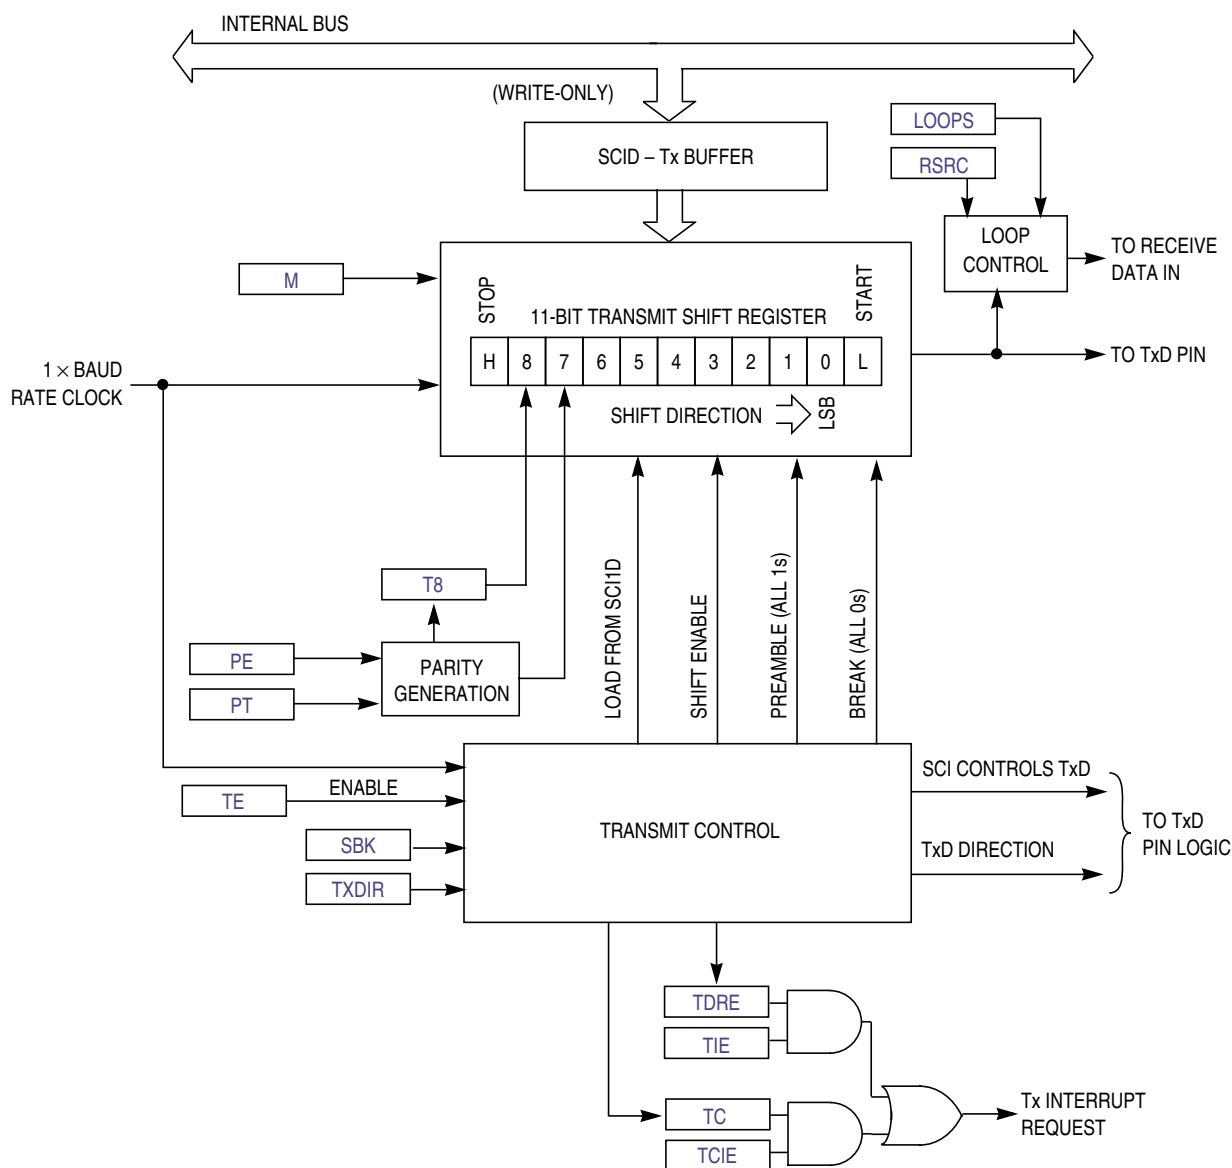 INTERNAL BUS
(WRITE-ONLY)
SCID – Tx BUFFER
LOOPS
RSRC
LOOP
CONTROL
TO RECEIVE
DATA IN
M
STOP
11-BIT TRANSMIT SHIFT REGISTER
START
H 8 7 6 5 4 3 2 1 0 L
SHIFT DIRECTION
LSB
1 × BAUD
RATE CLOCK
TO TxD PIN
T8
PE
PT
PARITY
GENERATION
LOAD FROM SCI1D
SHIFT ENABLE
PREAMBLE (ALL 1s)
BREAK (ALL 0s)
TE
ENABLE
SBK
TXDIR
TRANSMIT CONTROL
SCI CONTROLS TxD
TxD DIRECTION
TO TxD
PIN LOGIC
TDRE
TIE
TC
TCIE
Tx INTERRUPT
REQUEST